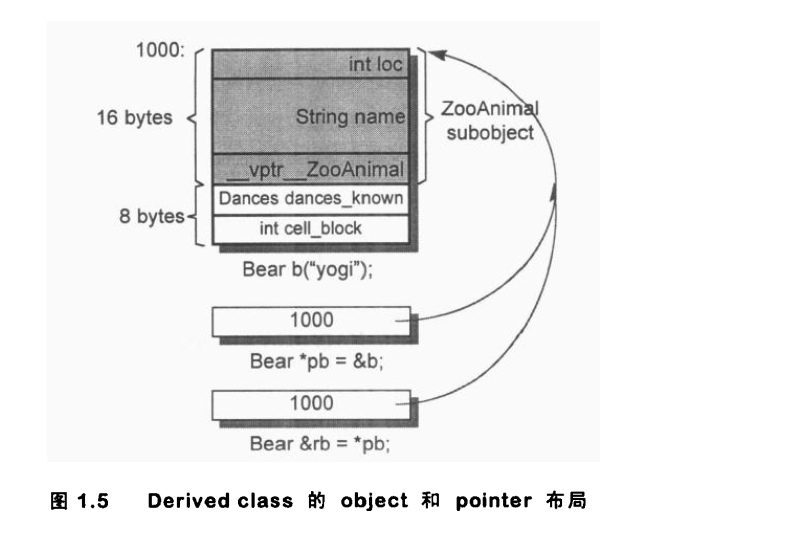 1000:
int loc
16 bytes
String name
ZooAnimal
subobject
__vptr__ZooAnimal
Dances dances_known
8 bytes
int cell_block
Bear b(“yogi”);
1000
Bear *pb = &b;
1000
Bear &rb = *pb;
图 1.5 Derived class 的 object 和 pointer 布局